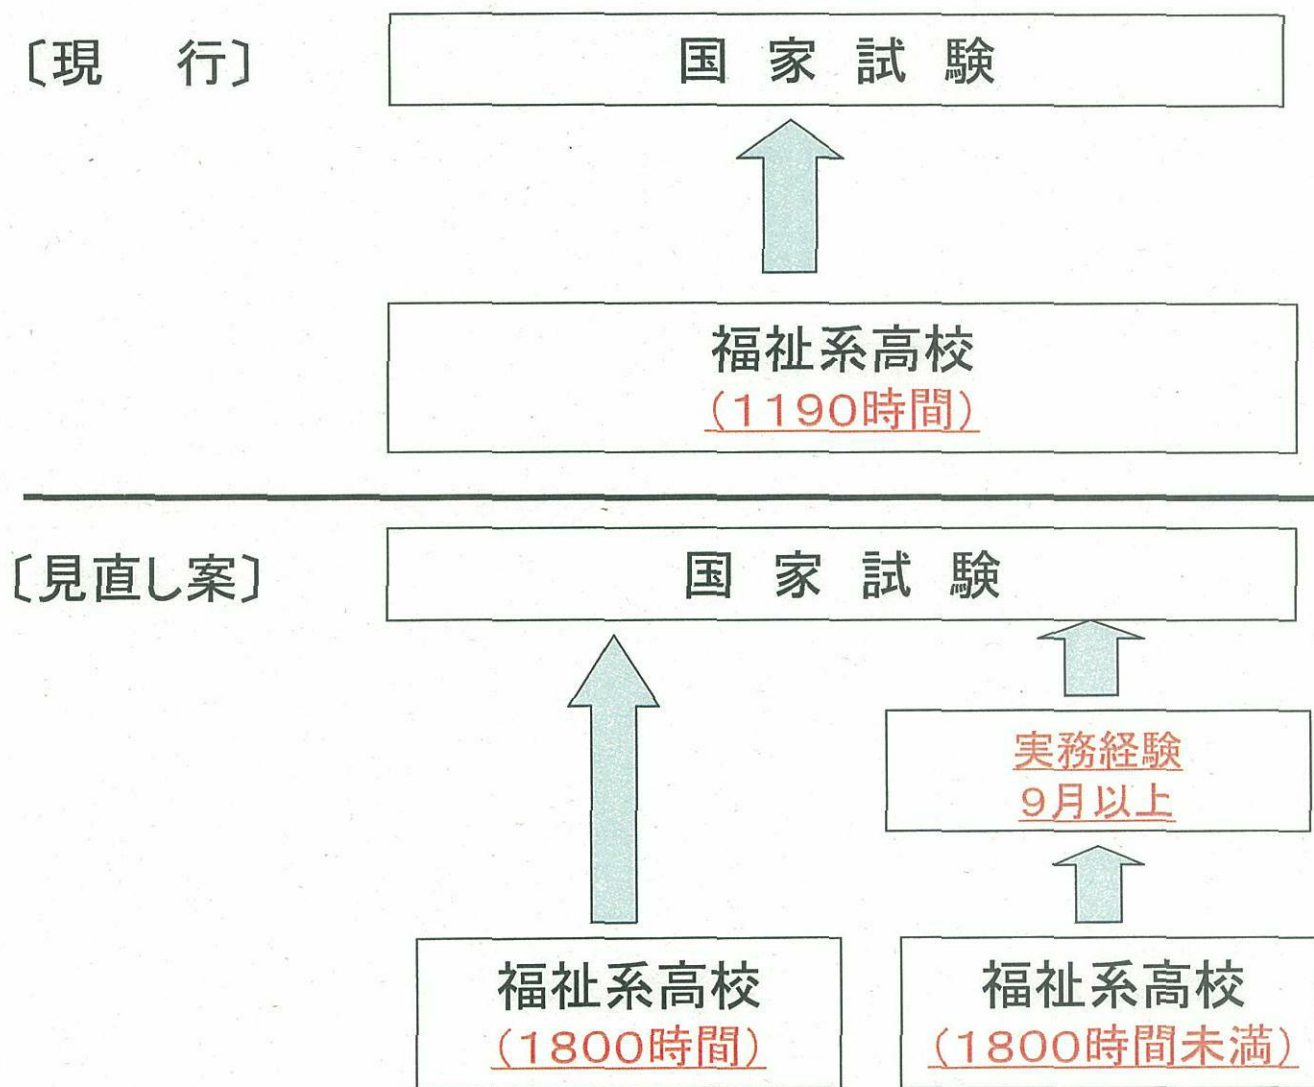 〔現　行〕
国 家 試 験
福祉系高校
(1190時間)
〔見直し案〕
国 家 試 験
実務経験
9月以上
福祉系高校
(1800時間)
福祉系高校
(1800時間未満)